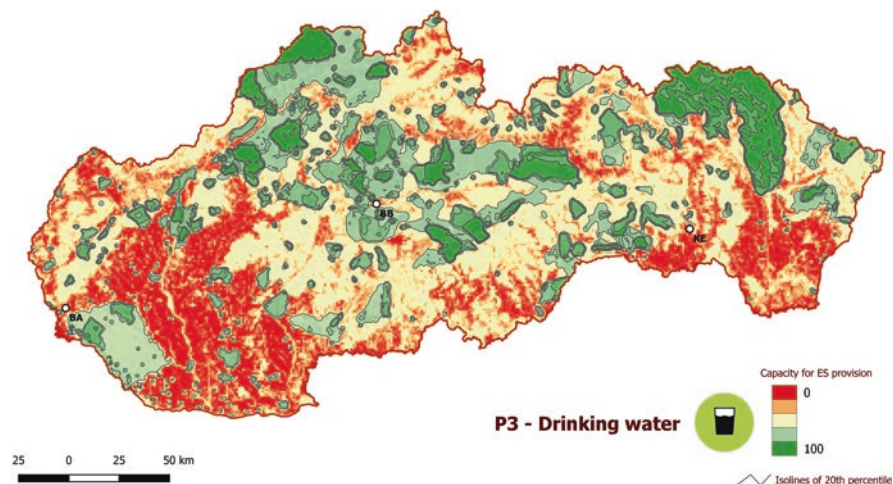 BB
KE
BA
Capacity for ES provision
0
P3 - Drinking water
100
25 0 25 50 km
Isolines of 20th percentile